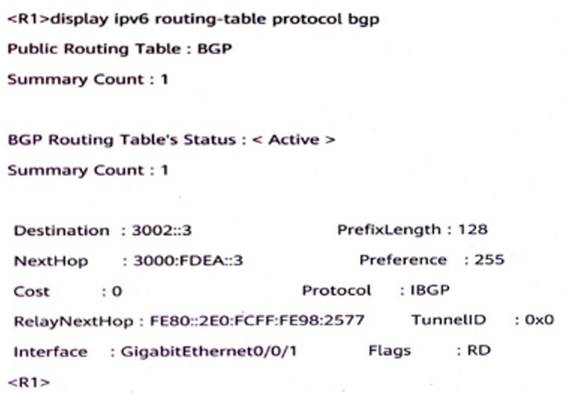 <R1>display ipv6 routing-table protocol bgp
Public Routing Table : BGP
Summary Count : 1
BGP Routing Table's Status : < Active >
Summary Count : 1
Destination : 3002::3 PrefixLength : 128
NextHop : 3000:FDEA::3 Preference : 255
Cost : 0 Protocol : IBGP
RelayNextHop : FE80::2E0:FCFF:FE98:2577 TunnelID : 0x0
Interface : GigabitEthernet0/0/1 Flags : RD
<R1>